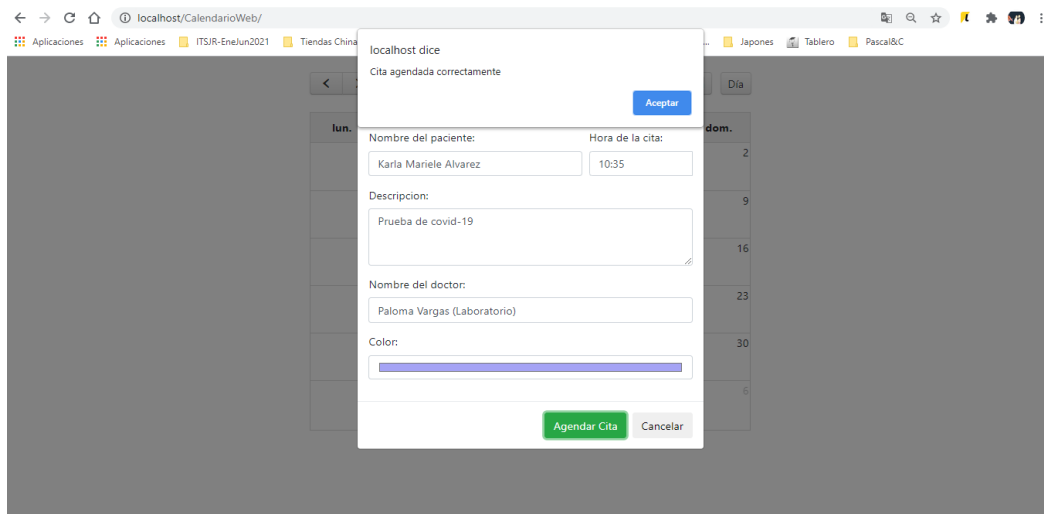 localhost/CalendarioWeb/
Aplicaciones Aplicaciones ITSJR-EneJun2021 Tiendas China ... Japones Tablero Pascal&C
localhost dice
Cita agendada correctamente
Aceptar
Día
lun. dom.
Nombre del paciente: Hora de la cita:
Karla Mariele Alvarez 10:35
2
Descripcion:
9
Prueba de covid-19
16
Nombre del doctor:
23
Paloma Vargas (Laboratorio)
Color:
30
6
Agendar Cita Cancelar